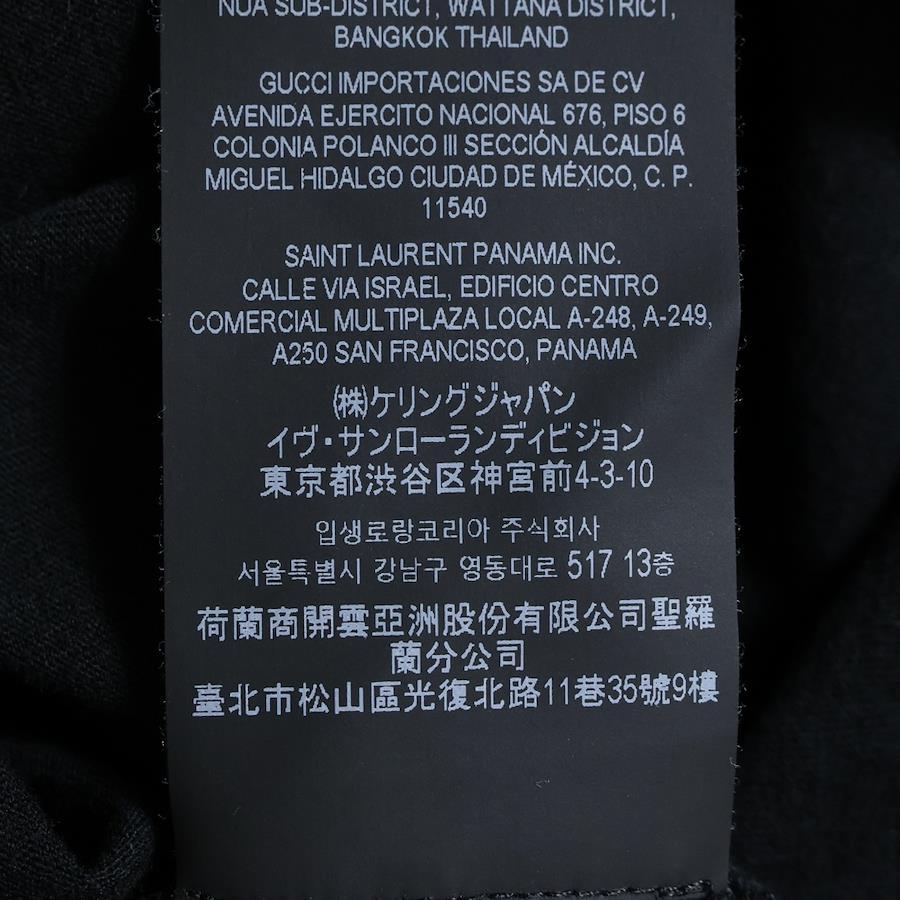 NUA SUB-DISTRICT, WATTANA DISTRICT,
BANGKOK THAILAND
GUCCI IMPORTACIONES SA DE CV
AVENIDA EJERCITO NACIONAL 676, PISO 6
COLONIA POLANCO III SECCIÓN ALCALDÍA
MIGUEL HIDALGO CIUDAD DE MÉXICO, C. P.
11540
SAINT LAURENT PANAMA INC.
CALLE VIA ISRAEL, EDIFICIO CENTRO
COMERCIAL MULTIPLAZA LOCAL A-248, A-249,
A250 SAN FRANCISCO, PANAMA
㈱ケリングジャパン
イヴ・サンローランディビジョン
東京都渋谷区神宮前4-3-10
입생로랑코리아 주식회사
서울특별시 강남구 영동대로 517 13층
荷蘭商開雲亞洲股份有限公司聖羅
蘭分公司
臺北市松山區光復北路11巷35號9樓